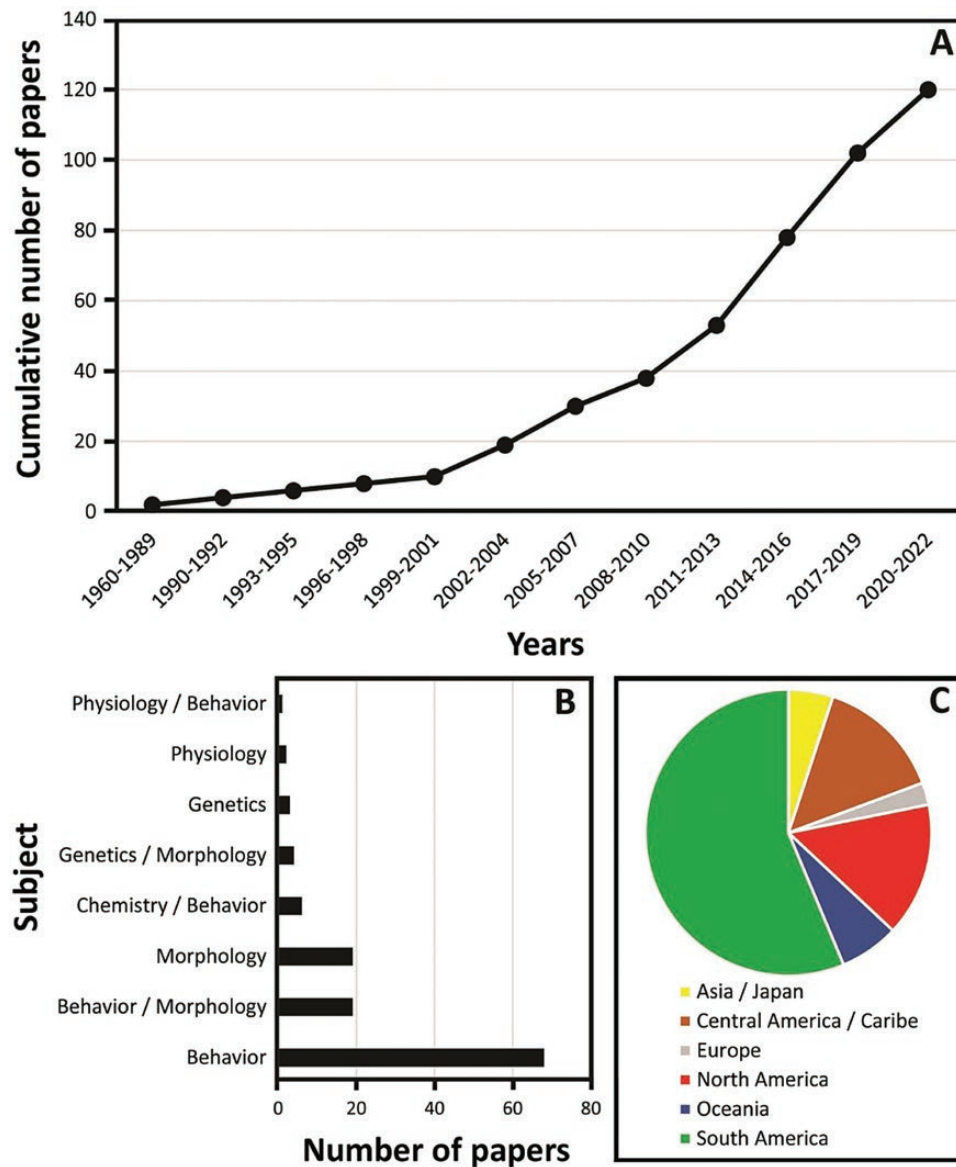 A
Cumulative number of papers
140
120
100
80
60
40
20
0
1960-1989
1990-1992
1993-1995
1996-1998
1999-2001
2002-2004
2005-2007
2008-2010
2011-2013
2014-2016
2017-2019
2020-2022
Years
B
Subject
Physiology / Behavior
Physiology
Genetics
Genetics / Morphology
Chemistry / Behavior
Morphology
Behavior / Morphology
Behavior
0 20 40 60 80
Number of papers
C
Asia / Japan
Central America / Caribe
Europe
North America
Oceania
South America